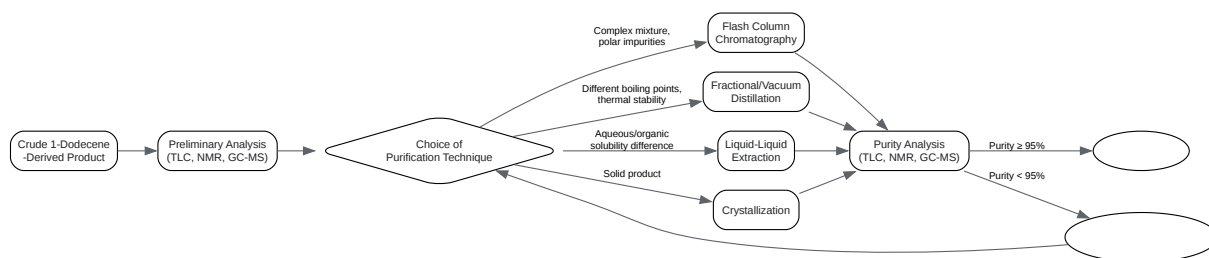 Crude 1-Dodecene
-Derived Product
Preliminary Analysis
(TLC, NMR, GC-MS)
Choice of
Purification Technique
Complex mixture,
polar impurities
Different boiling points,
thermal stability
Aqueous/organic
solubility difference
Solid product
Flash Column
Chromatography
Fractional/Vacuum
Distillation
Liquid-Liquid
Extraction
Crystallization
Purity Analysis
(TLC, NMR, GC-MS)
Purity ≥ 95%
Purity < 95%